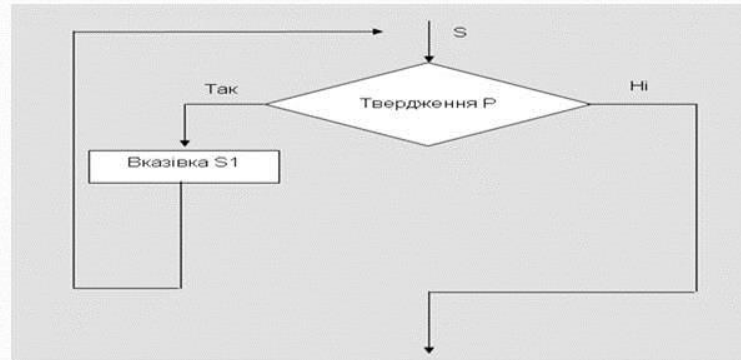 S
Так
Твердження Р
Ні
Вказівка S1